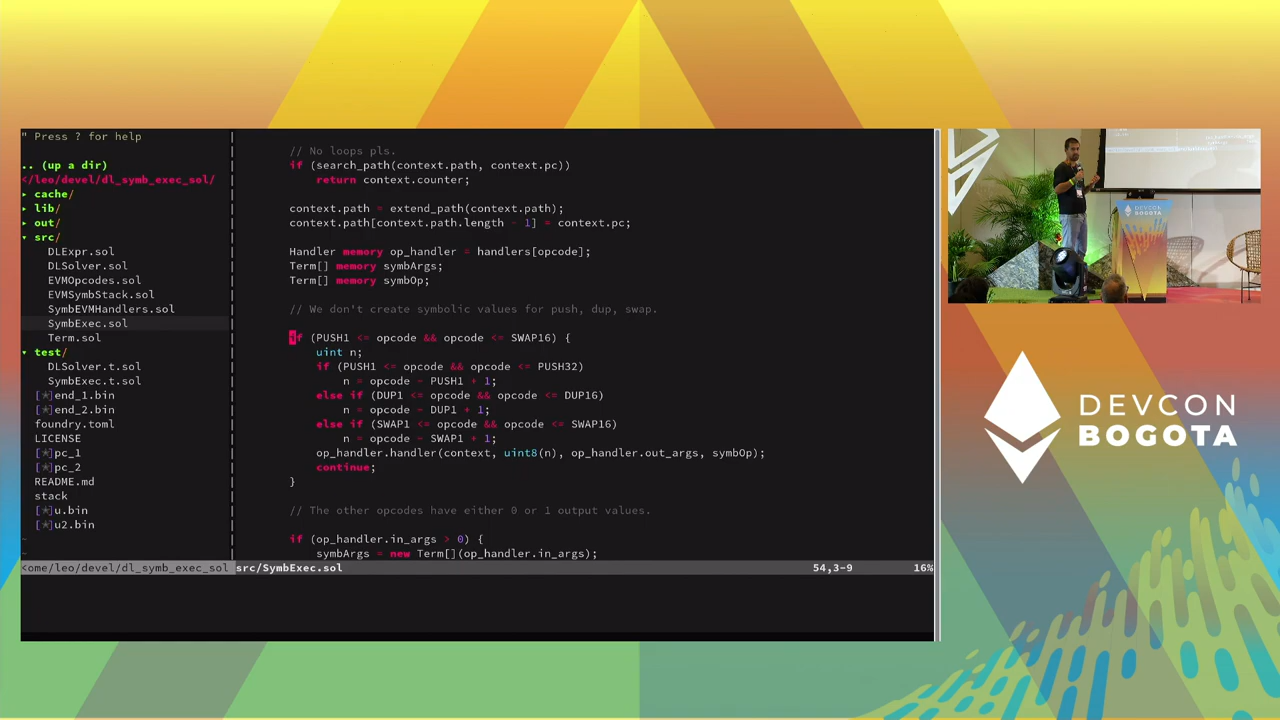 " Press ? for help
.. (up a dir)
</leo/devel/dl_symb_exec_sol/
▸ cache/
▸ lib/
▸ out/
▾ src/
DLExpr.sol
DLSolver.sol
EVMOpcodes.sol
EVMSymbStack.sol
SymbEVMHandlers.sol
SymbExec.sol
Term.sol
▾ test/
DLSolver.t.sol
SymbExec.t.sol
[*]end_1.bin
[*]end_2.bin
foundry.toml
LICENSE
[*]pc_1
[*]pc_2
README.md
stack
[*]u.bin
[*]u2.bin
~
~
<ome/leo/devel/dl_symb_exec_sol
// No loops pls.
if (search_path(context.path, context.pc))
return context.counter;
context.path = extend_path(context.path);
context.path[context.path.length - 1] = context.pc;
Handler memory op_handler = handlers[opcode];
Term[] memory symbArgs;
Term[] memory symbOp;
// We don't create symbolic values for push, dup, swap.
if (PUSH1 <= opcode && opcode <= SWAP16) {
uint n;
if (PUSH1 <= opcode && opcode <= PUSH32)
n = opcode - PUSH1 + 1;
else if (DUP1 <= opcode && opcode <= DUP16)
n = opcode - DUP1 + 1;
else if (SWAP1 <= opcode && opcode <= SWAP16)
n = opcode - SWAP1 + 1;
op_handler.handler(context, uint8(n), op_handler.out_args, symbOp);
continue;
}
// The other opcodes have either 0 or 1 output values.
if (op_handler.in_args > 0) {
symbArgs = new Term[](op_handler.in_args);
src/SymbExec.sol 54,3-9 16%
DEVCON
BOGOTA
DEVCON
BOGOTA